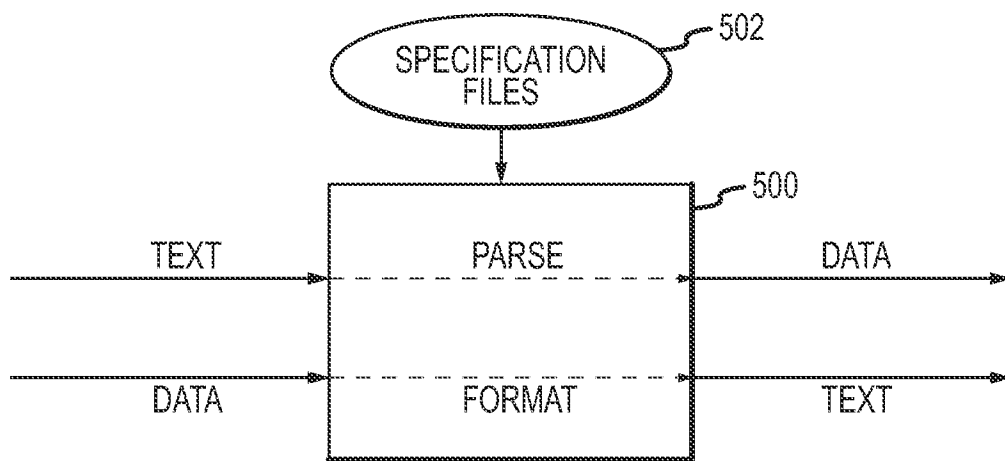 502
SPECIFICATION
FILES
500
TEXT PARSE DATA
DATA FORMAT TEXT